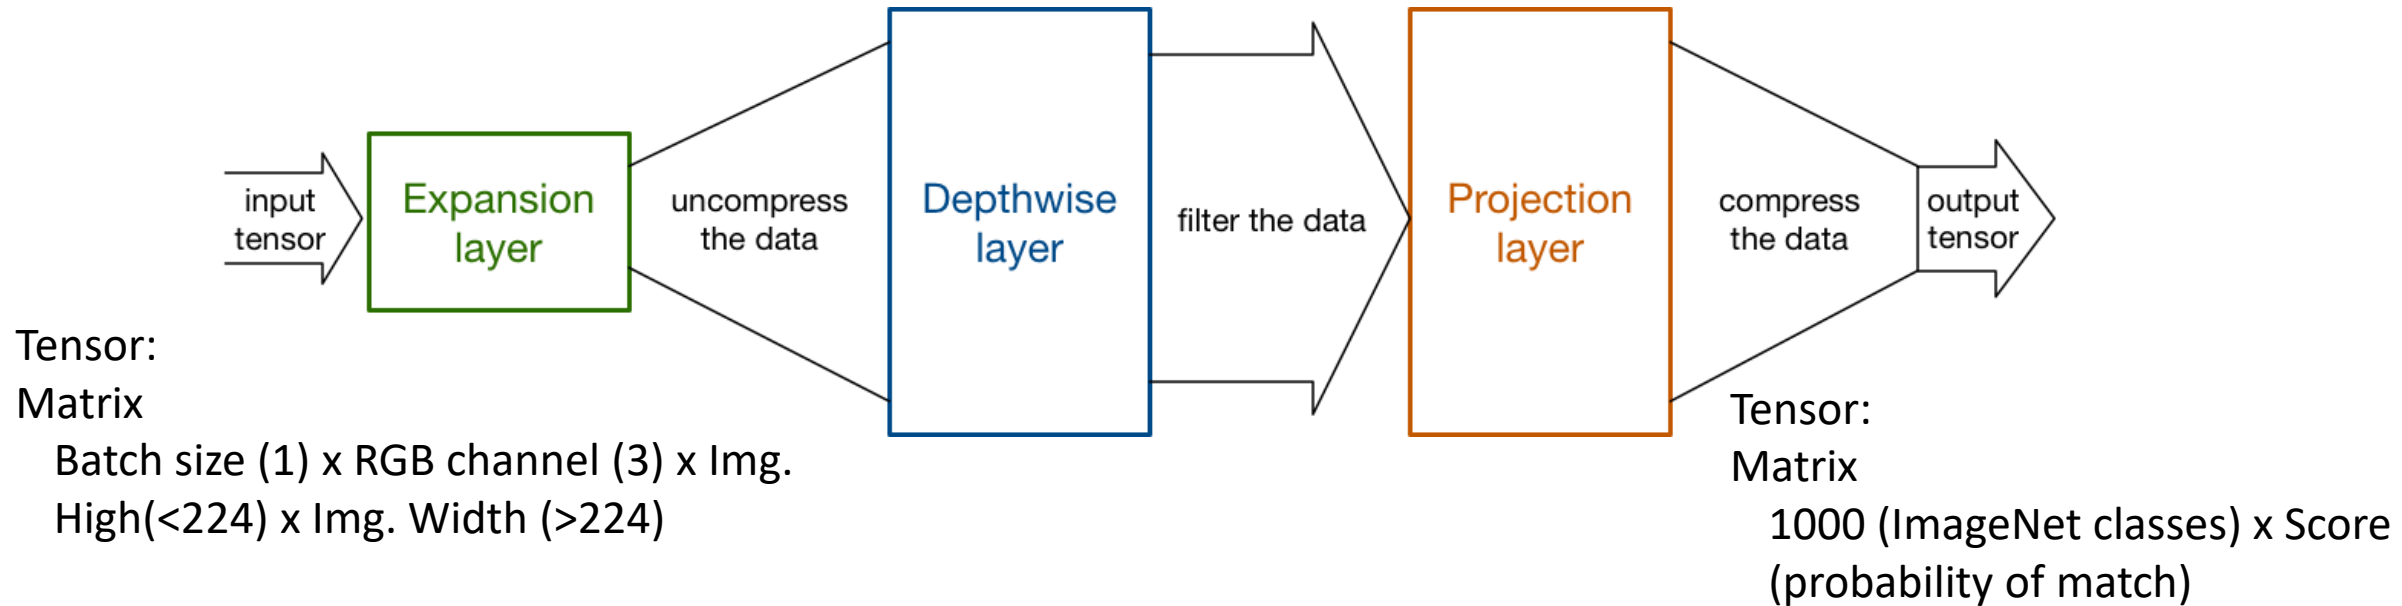 input
tensor
Expansion
layer
uncompress
the data
Depthwise
layer
filter the data
Projection
layer
compress
the data
output
tensor
Tensor:
Matrix
Batch size (1) x RGB channel (3) x Img.
High(<224) x Img. Width (>224)
Tensor:
Matrix
1000 (ImageNet classes) x Score
(probability of match)